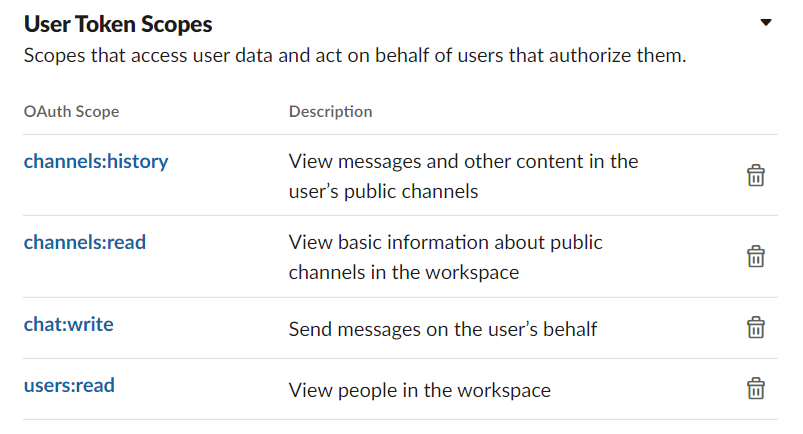 User Token Scopes
Scopes that access user data and act on behalf of users that authorize them.
OAuth Scope Description
channels:history View messages and other content in the
user’s public channels
channels:read View basic information about public
channels in the workspace
chat:write Send messages on the user’s behalf
users:read View people in the workspace